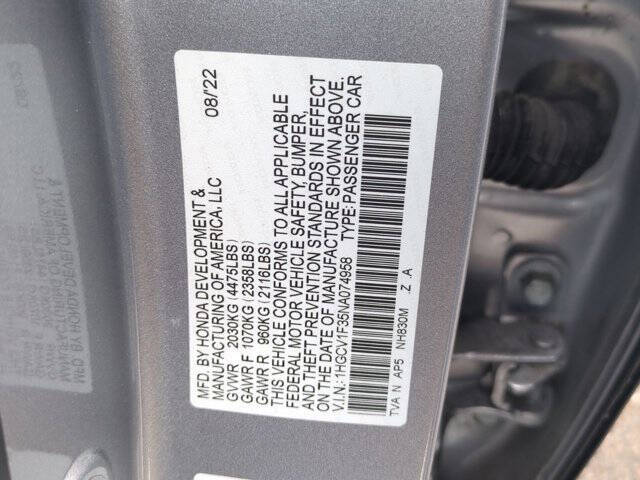 MFD. BY HONDA DEVELOPMENT &
MANUFACTURING OF AMERICA, LLC 08/'22
GVWR 2030KG (4475LBS)
GAWR F 1070KG (2358LBS)
GAWR R 960KG (2116LBS)
THIS VEHICLE CONFORMS TO ALL APPLICABLE
FEDERAL MOTOR VEHICLE SAFETY, BUMPER,
AND THEFT PREVENTION STANDARDS IN EFFECT
ON THE DATE OF MANUFACTURE SHOWN ABOVE.
V.I.N.: 1HGCV1F35NA074958 TYPE: PASSENGER CAR
TVA N AP5 NH830M .Z .A